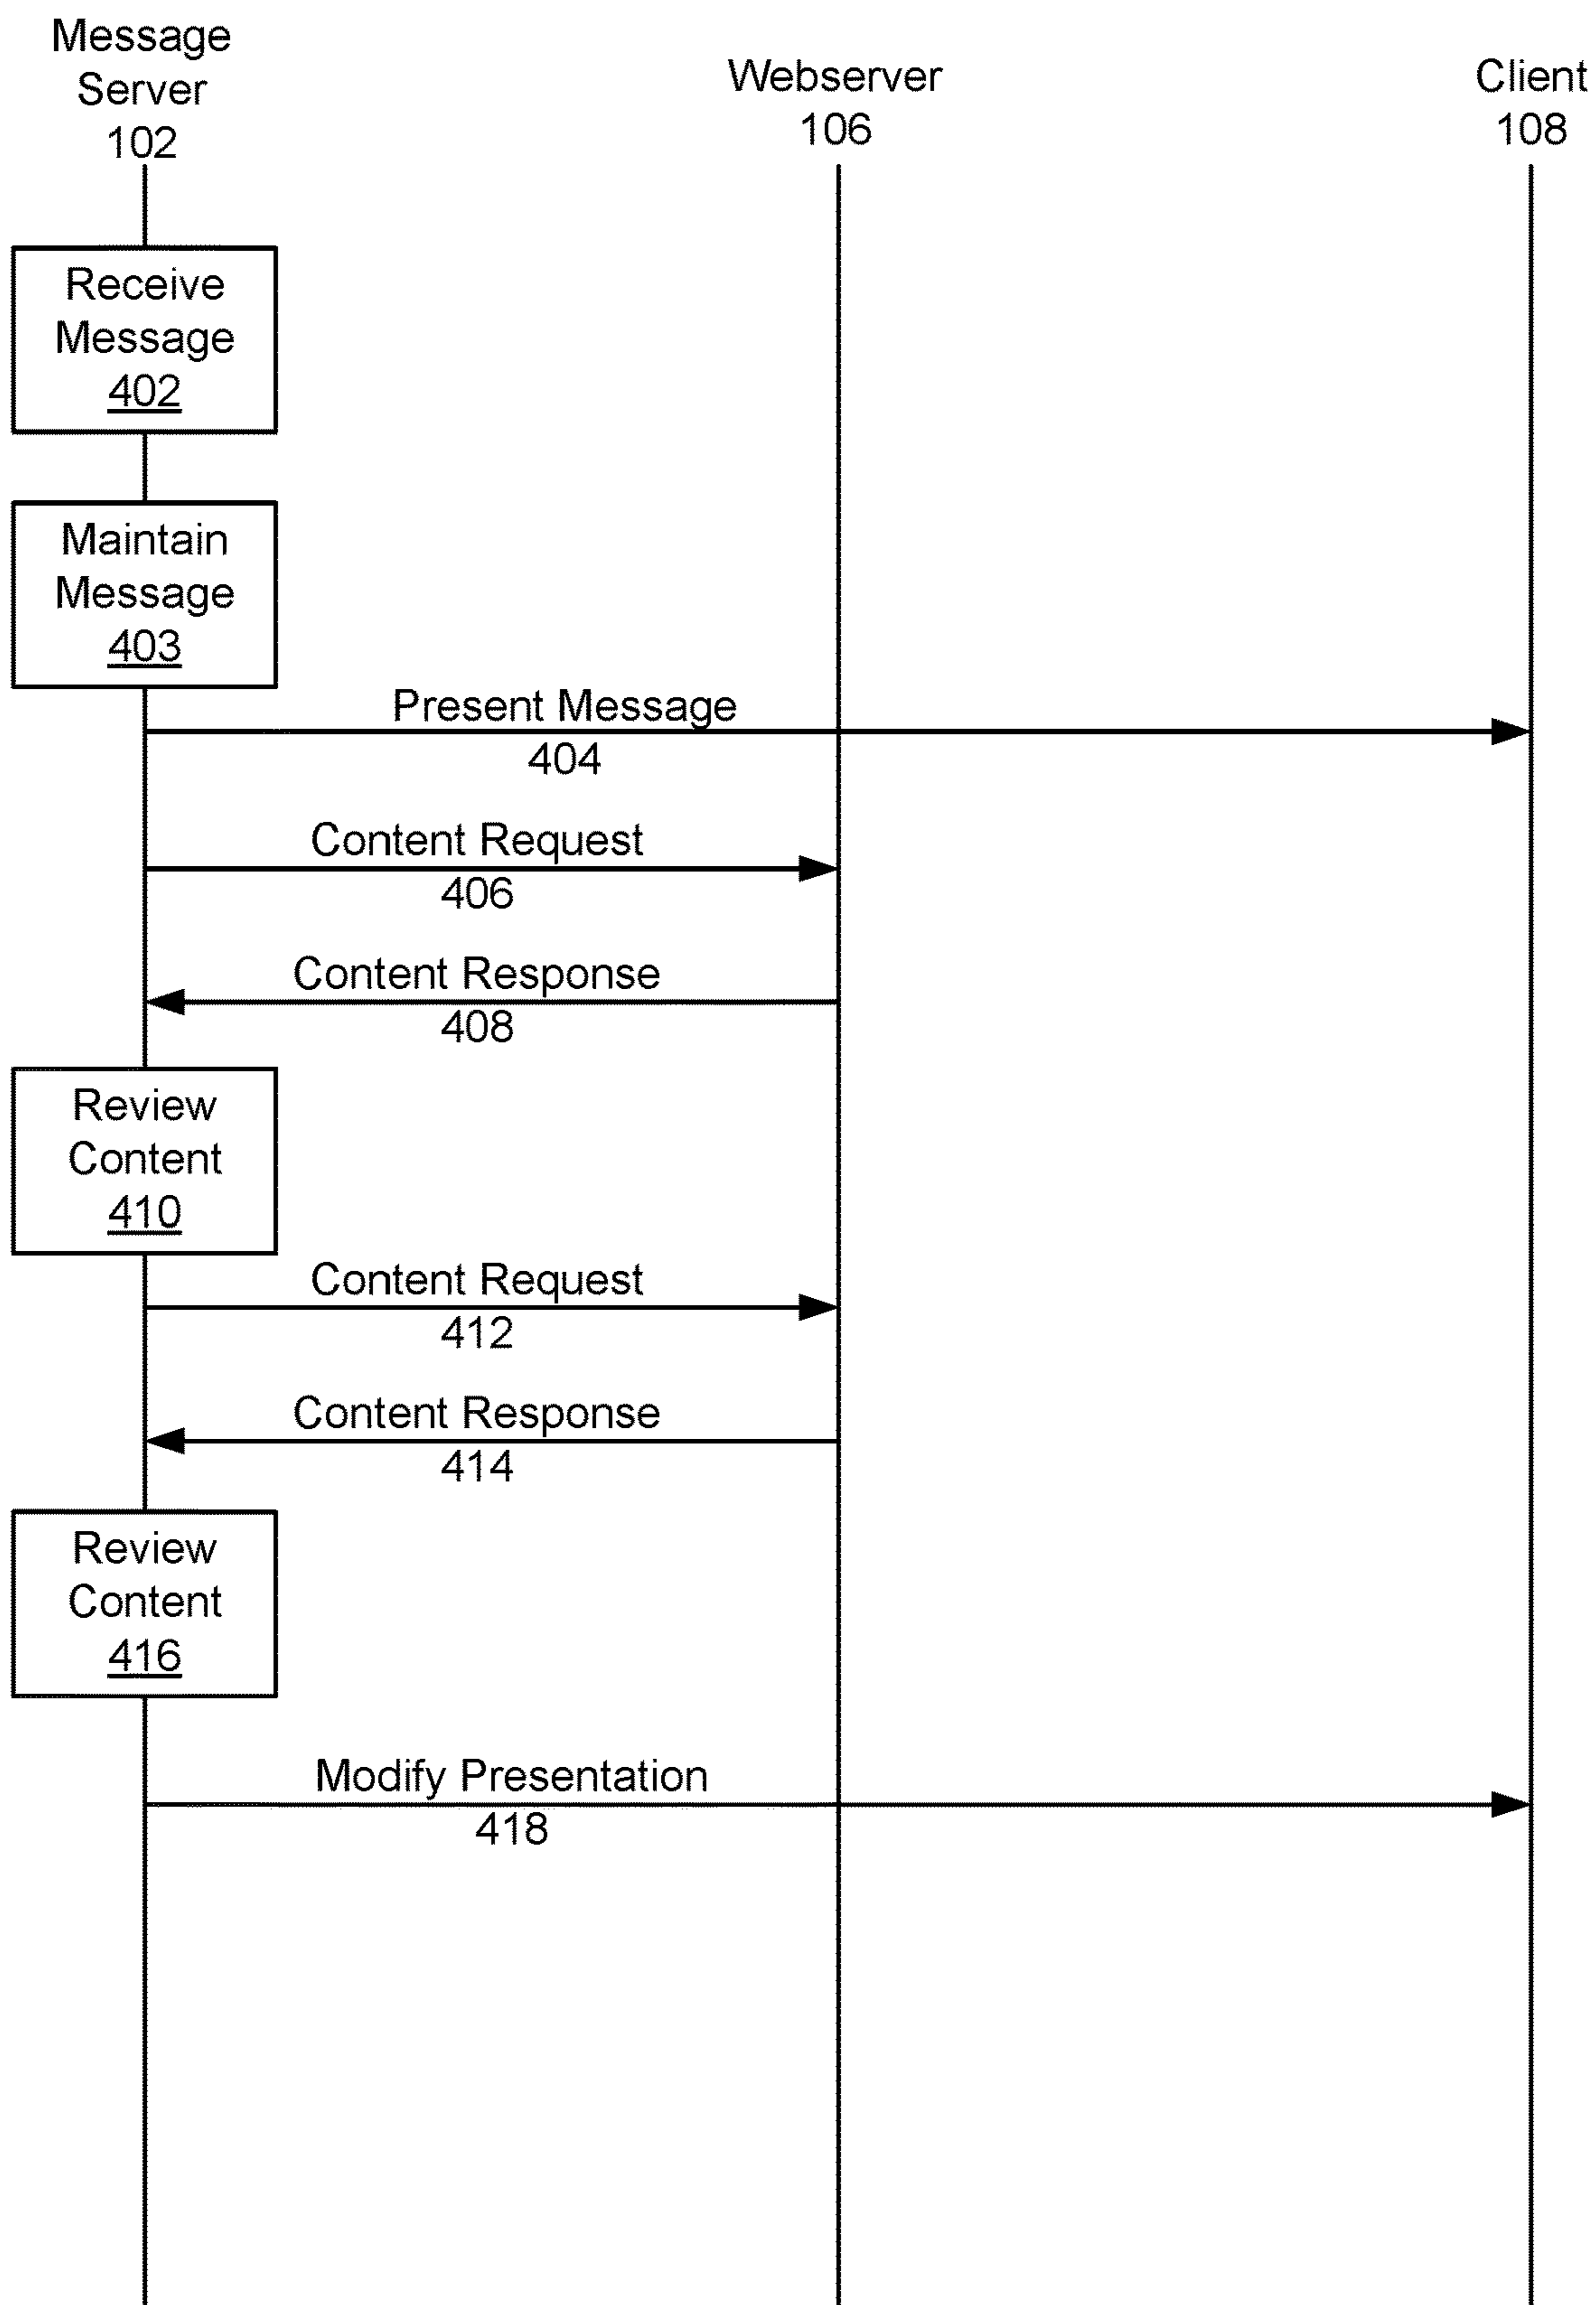 Message
Server
102
Webserver
106
Client
108
Receive
Message
402
Maintain
Message
403
Present Message
404
Content Request
406
Content Response
408
Review
Content
410
Content Request
412
Content Response
414
Review
Content
416
Modify Presentation
418